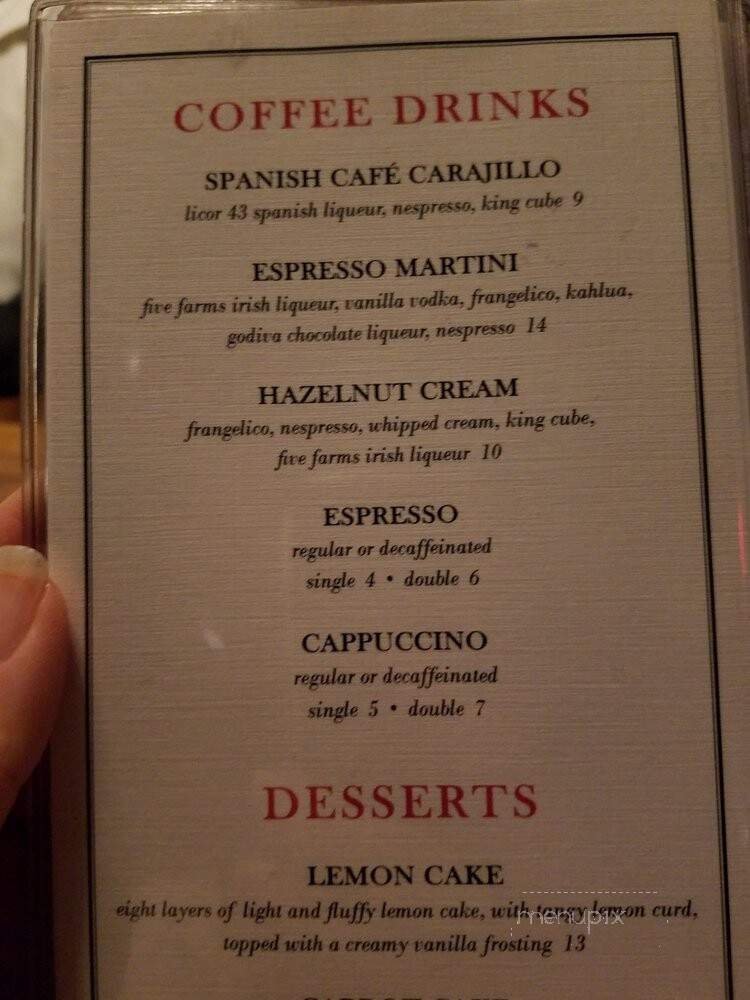 COFFEE DRINKS
SPANISH CAFÉ CARAJILLO
licor 43 spanish liqueur, nespresso, king cube 9
ESPRESSO MARTINI
five farms irish liqueur, vanilla vodka, frangelico, kahlua,
godiva chocolate liqueur, nespresso 14
HAZELNUT CREAM
frangelico, nespresso, whipped cream, king cube,
five farms irish liqueur 10
ESPRESSO
regular or decaffeinated
single 4 • double 6
CAPPUCCINO
regular or decaffeinated
single 5 • double 7
DESSERTS
LEMON CAKE
eight layers of light and fluffy lemon cake, with tangy lemon curd,
menupix
topped with a creamy vanilla frosting 13